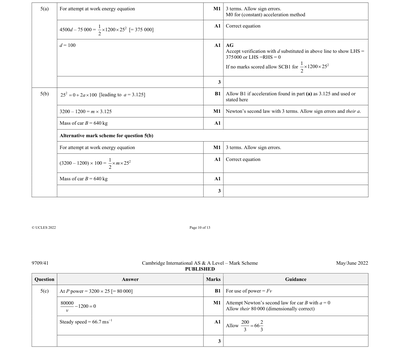 5(a) For attempt at work energy equation M1 3 terms. Allow sign errors.
M0 for (constant) acceleration method
4500d – 75 000 = 1/2 × 1200 × 25² [= 375 000] A1 Correct equation
d = 100 A1 AG
Accept verification with d substituted in above line to show LHS =
375 000 or LHS –RHS = 0
If no marks scored allow SCB1 for 1/2 × 1200 × 25²
3
5(b) 25² = 0 + 2a × 100 [leading to a = 3.125] B1 Allow B1 if acceleration found in part (a) as 3.125 and used or
stated here
3200 – 1200 = m × 3.125 M1 Newton's second law with 3 terms. Allow sign errors and their a.
Mass of car B = 640 kg A1
Alternative mark scheme for question 5(b)
For attempt at work energy equation M1 3 terms. Allow sign errors.
(3200 – 1200) × 100 = 1/2 × m × 25² A1 Correct equation
Mass of car B = 640 kg A1
3
© UCLES 2022 Page 10 of 13
9709/41 Cambridge International AS & A Level – Mark Scheme May/June 2022
PUBLISHED
Question Answer Marks Guidance
5(c) At P power = 3200 × 25 [= 80 000] B1 For use of power = Fv
80000/v – 1200 = 0 M1 Attempt Newton's second law for car B with a = 0
Allow their 80 000 (dimensionally correct)
Steady speed = 66.7 ms⁻¹ A1 Allow 200/3 = 66 2/3
3